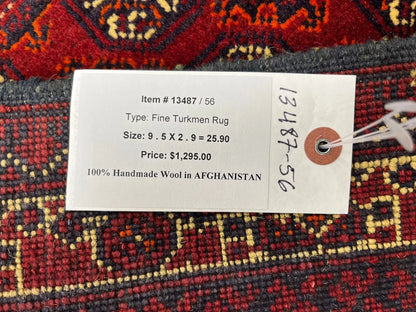 Item # 13487 / 56
Type: Fine Turkmen Rug
Size: 9 . 5 X 2 . 9 = 25.90
Price: $1,295.00
100% Handmade Wool in AFGHANISTAN
13487-56